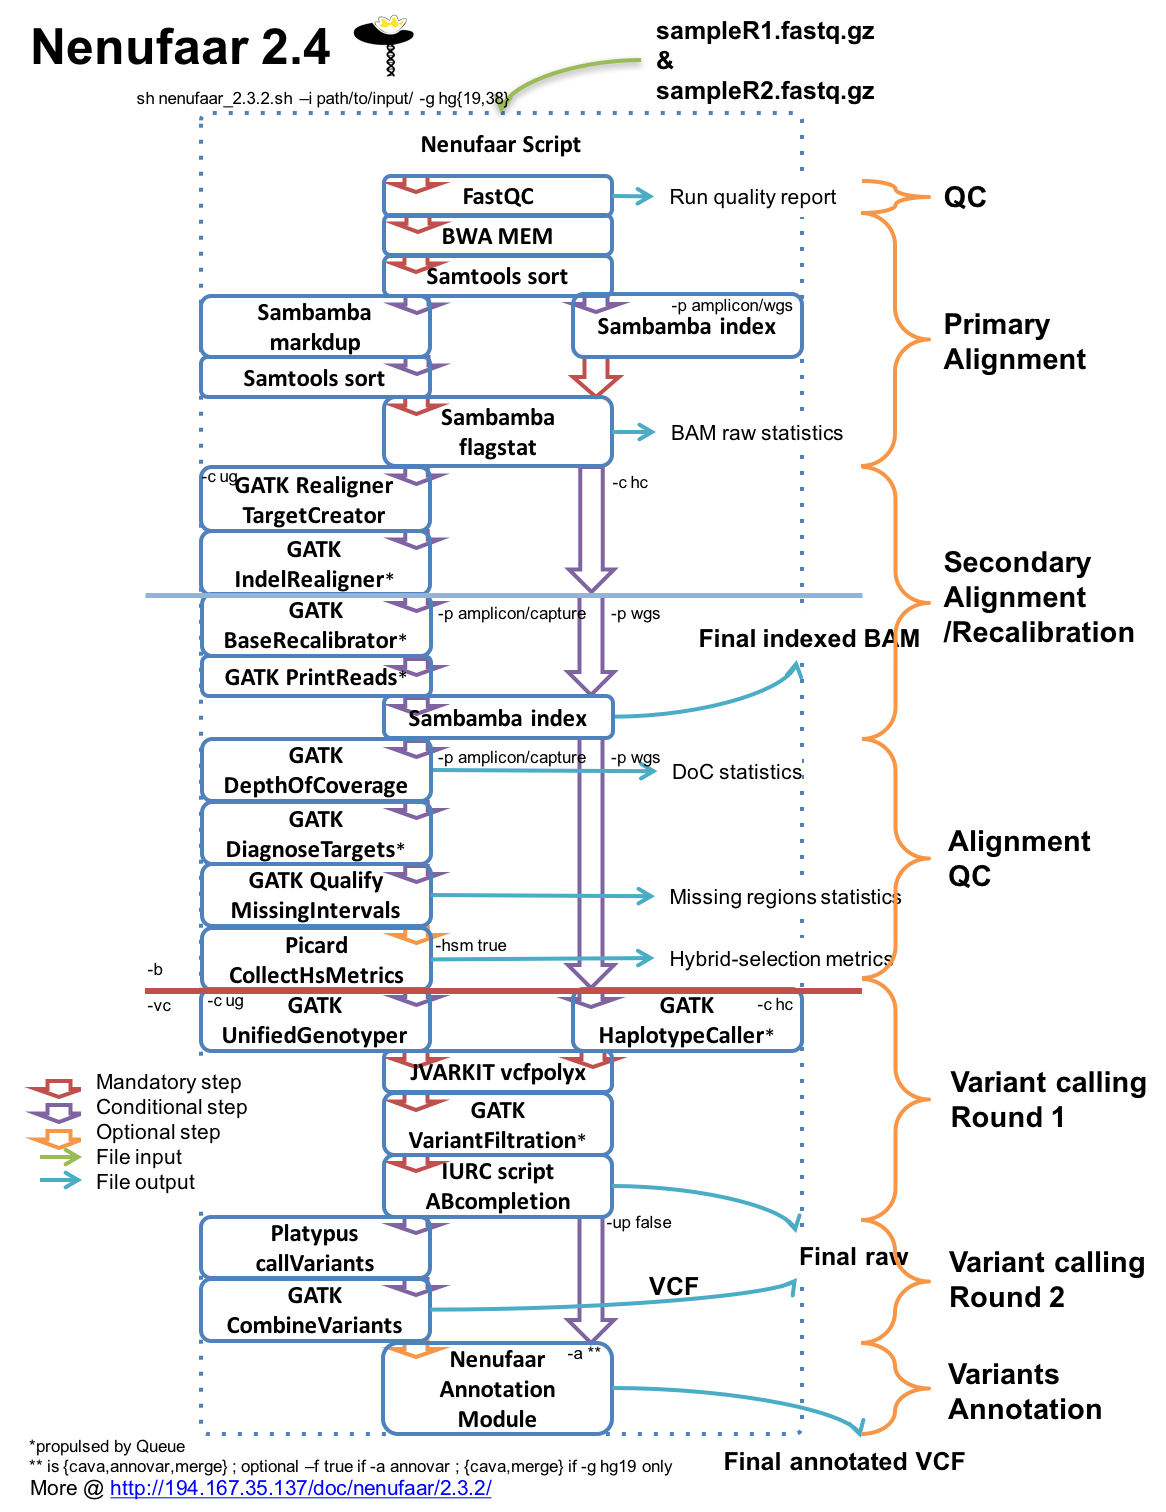 Nenufaar 2.4
sampleR1.fastq.gz
&
sampleR2.fastq.gz
sh nenufaar_2.3.2.sh –i path/to/input/ -g hg{19,38}
Nenufaar Script
FastQC
Run quality report
QC
BWA MEM
Samtools sort
-p amplicon/wgs
Sambamba
markdup
Sambamba index
Primary
Alignment
Samtools sort
Sambamba
flagstat
BAM raw statistics
-c ug
GATK Realigner
TargetCreator
-c hc
GATK
IndelRealigner*
Secondary
Alignment
/Recalibration
GATK
BaseRecalibrator*
-p amplicon/capture
-p wgs
Final indexed BAM
GATK PrintReads*
Sambamba index
GATK
DepthOfCoverage
-p amplicon/capture
-p wgs
DoC statistics
GATK
DiagnoseTargets*
Alignment
QC
GATK Qualify
MissingIntervals
Missing regions statistics
Picard
CollectHsMetrics
-hsm true
Hybrid-selection metrics
-b
-vc
-c ug
GATK
UnifiedGenotyper
GATK
HaplotypeCaller*
-c hc
JVARKIT vcfpolyx
Mandatory step
Conditional step
Optional step
File input
File output
GATK
VariantFiltration*
Variant calling
Round 1
IURC script
ABcompletion
-up false
Platypus
callVariants
Final raw
VCF
Variant calling
Round 2
GATK
CombineVariants
Nenufaar
Annotation
Module
-a **
Variants
Annotation
*propulsed by Queue
** is {cava,annovar,merge} ; optional –f true if -a annovar ; {cava,merge} if -g hg19 only
Final annotated VCF
More @ http://194.167.35.137/doc/nenufaar/2.3.2/